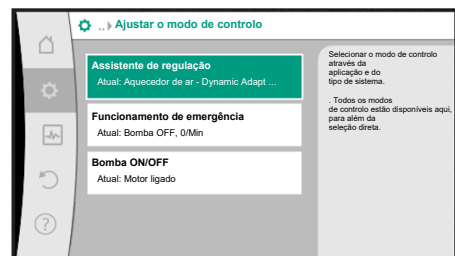 ..▸ Ajustar o modo de controlo
Assistente de regulação
Atual: Aquecedor de ar - Dynamic Adapt ...
Funcionamento de emergência
Atual: Bomba OFF, 0/Min
Bomba ON/OFF
Atual: Motor ligado
Selecionar o modo de controlo
através da
aplicação e do
tipo de sistema.
. Todos os modos
de controlo estão disponíveis aqui,
para além da
seleção direta.
?